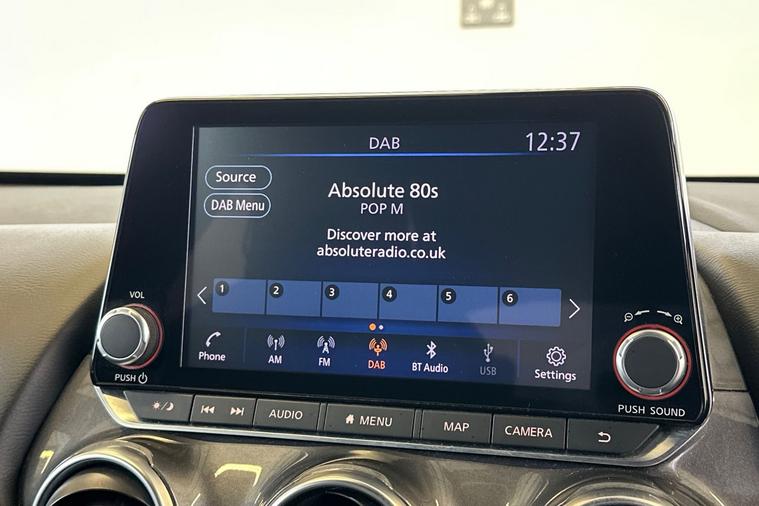 DAB
12:37
Source
DAB Menu
Absolute 80s
POP M
Discover more at
absoluteradio.co.uk
1 2 3 4 5 6
Phone AM FM DAB BT Audio USB Settings
VOL
PUSH
PUSH SOUND
AUDIO MENU MAP CAMERA